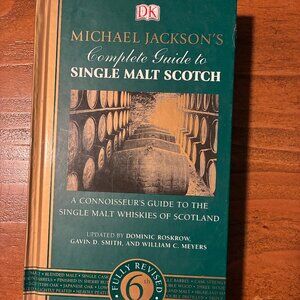 DK
MICHAEL JACKSON'S
Complete Guide to
SINGLE MALT SCOTCH
A CONNOISSEUR'S GUIDE TO THE
SINGLE MALT WHISKIES OF SCOTLAND
UPDATED BY DOMINIC ROSKROW,
GAVIN D. SMITH, AND WILLIAM C. MEYERS
FULLY REVISED
6th